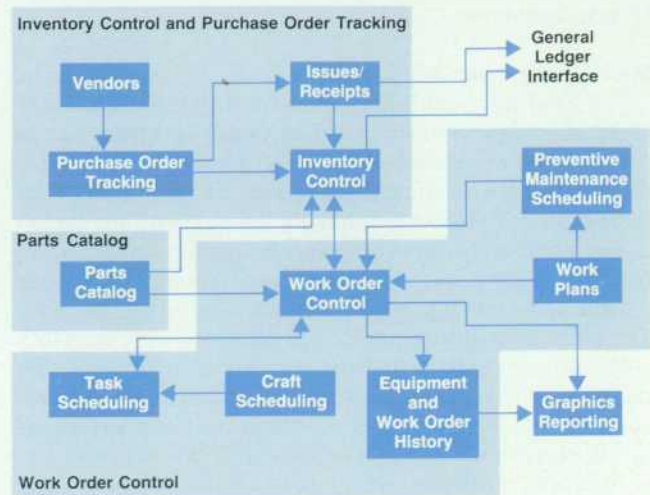 Inventory Control and Purchase Order Tracking
Vendors
Issues/
Receipts
General
Ledger
Interface
Purchase Order
Tracking
Inventory
Control
Preventive
Maintenance
Scheduling
Parts Catalog
Parts
Catalog
Work Order
Control
Work
Plans
Task
Scheduling
Craft
Scheduling
Equipment
and
Work Order
History
Graphics
Reporting
Work Order Control